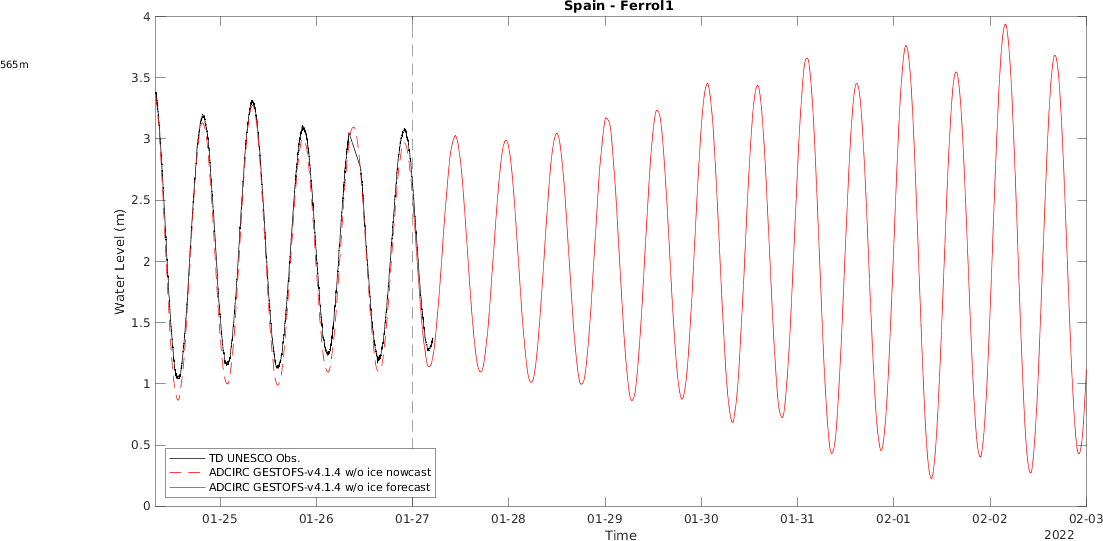 Spain - Ferrol1
565m
4
3.5
3
2.5
2
1.5
1
0.5
0
Water Level (m)
TD UNESCO Obs.
ADCIRC GESTOFS-v4.1.4 w/o ice nowcast
ADCIRC GESTOFS-v4.1.4 w/o ice forecast
01-25 01-26 01-27 01-28 01-29 01-30 01-31 02-01 02-02 02-03
Time
2022